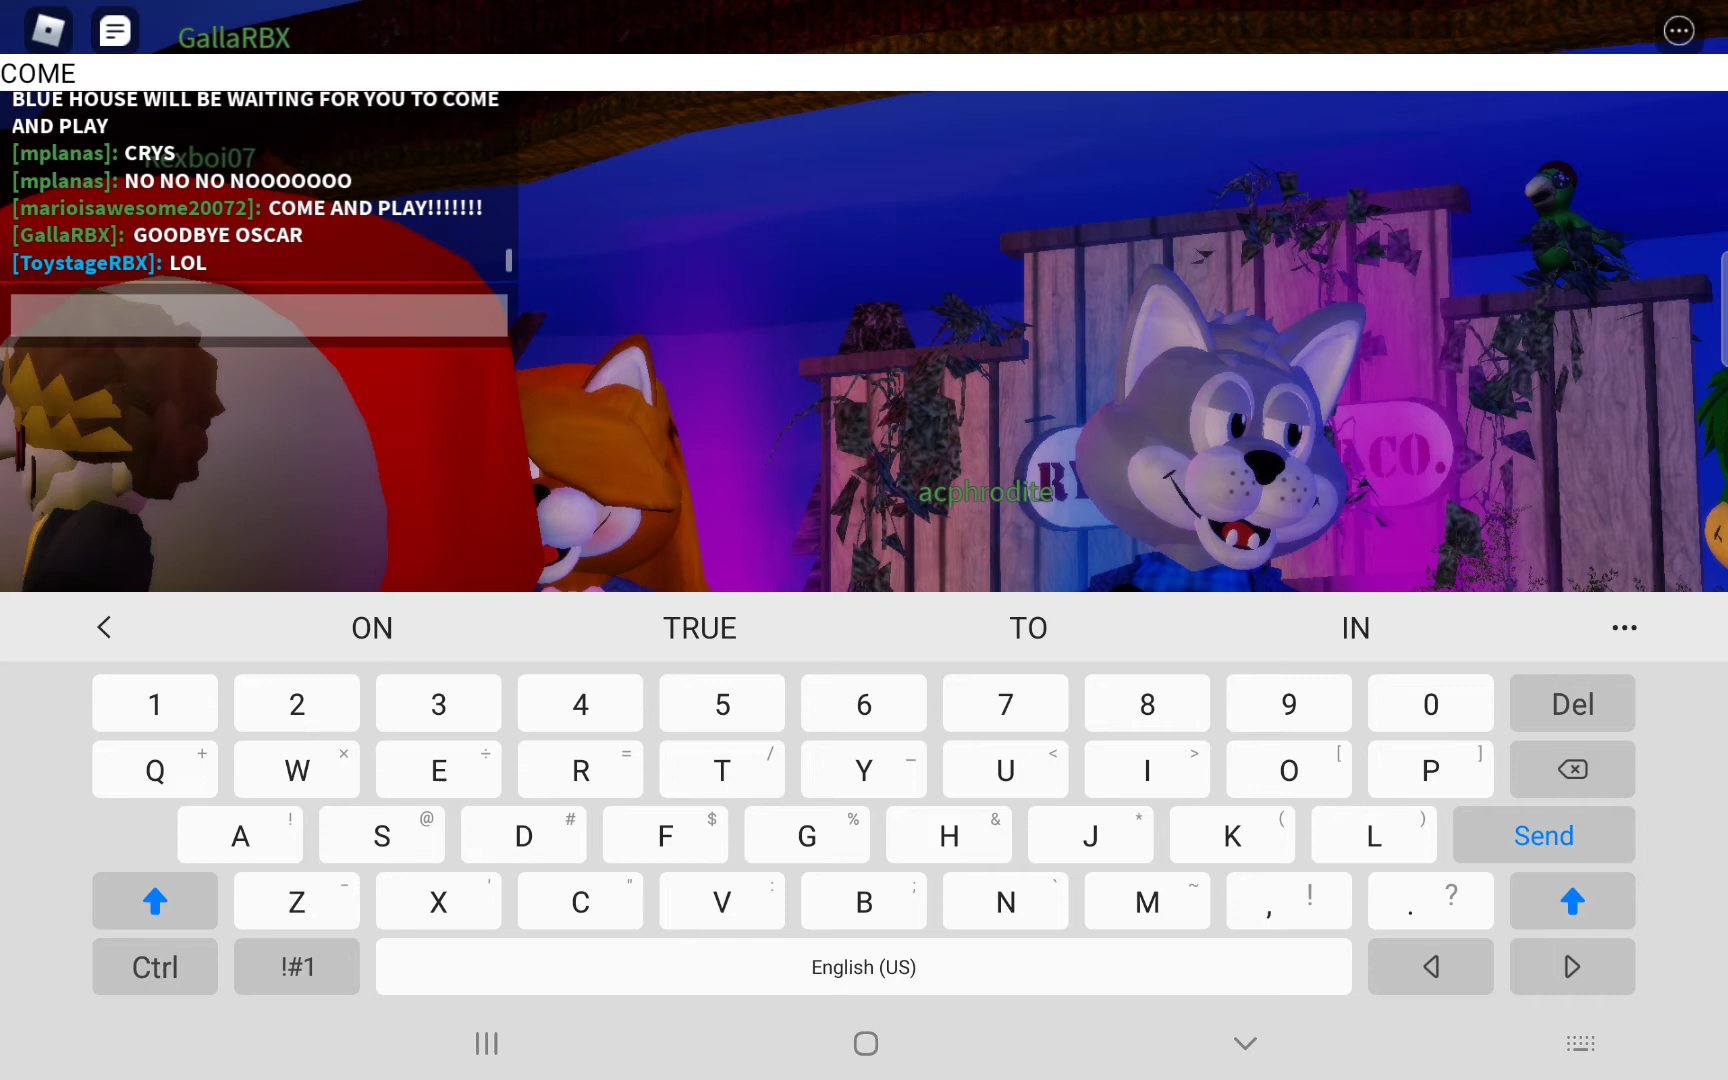 GallaRBX
COME
BLUE HOUSE WILL BE WAITING FOR YOU TO COME
AND PLAY
[mplanas]: CRYS
[mplanas]: NO NO NO NOOOOOOO
[marioisawesome20072]: COME AND PLAY!!!!!!!
[GallaRBX]: GOODBYE OSCAR
[ToystageRBX]: LOL
acphrodite
CO.
ON TRUE TO IN
1 2 3 4 5 6 7 8 9 0 Del
Q + W × E ÷ R = T / Y _ U < I > O [ P ]
A ! S @ D # F $ G % H & J * K ( L ) Send
Z - X ' C " V : B ; N ` M ~ , ! . ?
Ctrl !#1 English (US)